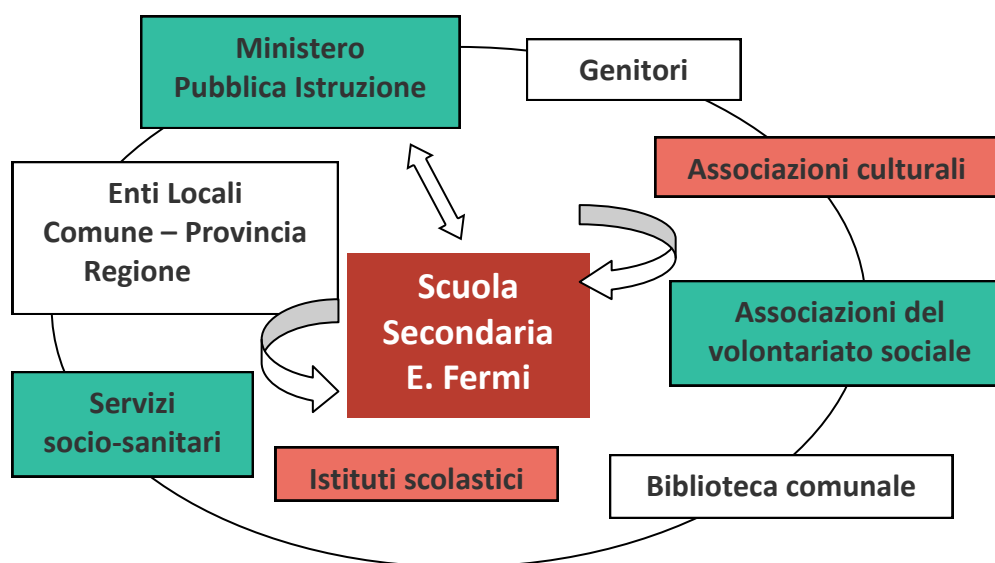 Ministero
Pubblica Istruzione
Genitori
Associazioni culturali
Enti Locali
Comune – Provincia
Regione
Scuola
Secondaria
E. Fermi
Associazioni del
volontariato sociale
Servizi
socio-sanitari
Istituti scolastici
Biblioteca comunale